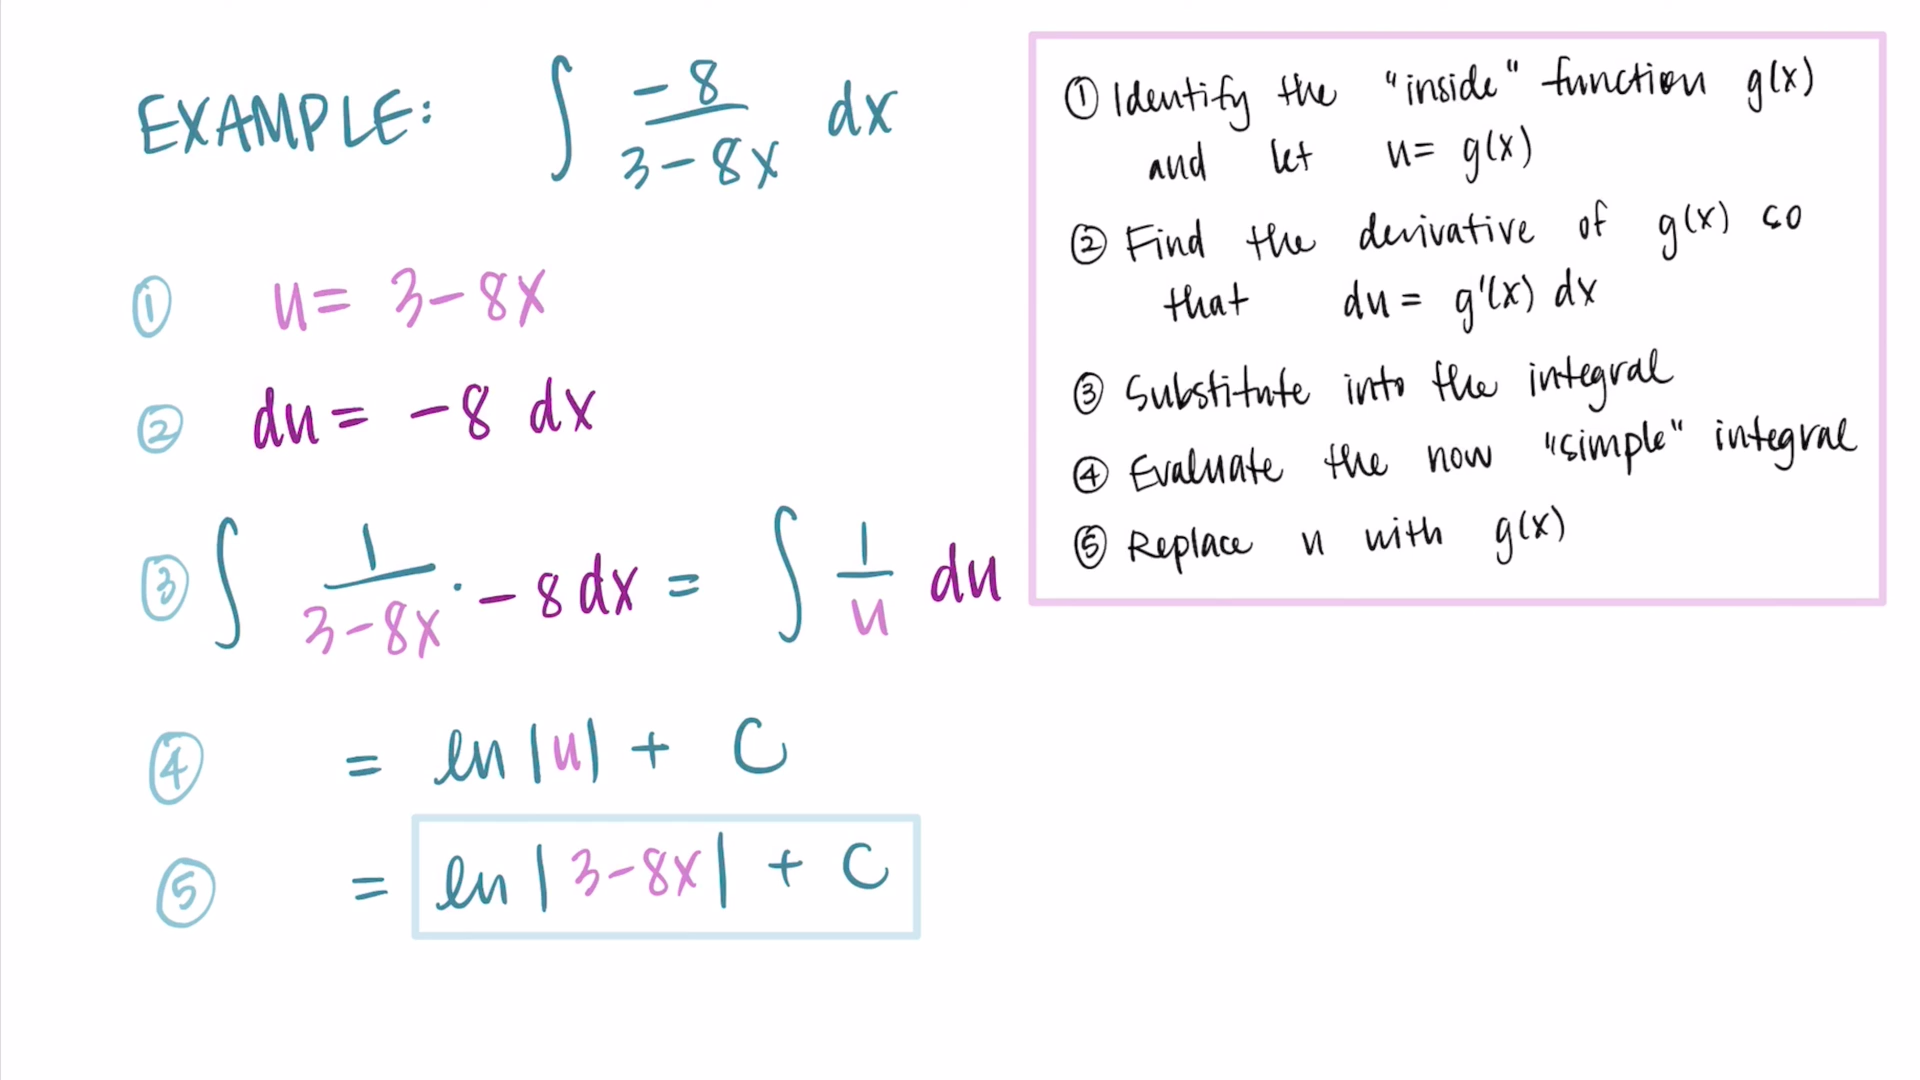 EXAMPLE: ∫ -8/(3-8x) dx
① u= 3-8x
② du= -8 dx
③ ∫ 1/(3-8x) · -8dx = ∫ 1/u du
④ = ln|u| + C
⑤ = ln|3-8x| + C
① Identify the "inside" function g(x)
and let u= g(x)
② Find the derivative of g(x) so
that du= g'(x) dx
③ Substitute into the integral
④ Evaluate the now "simple" integral
⑤ Replace u with g(x)